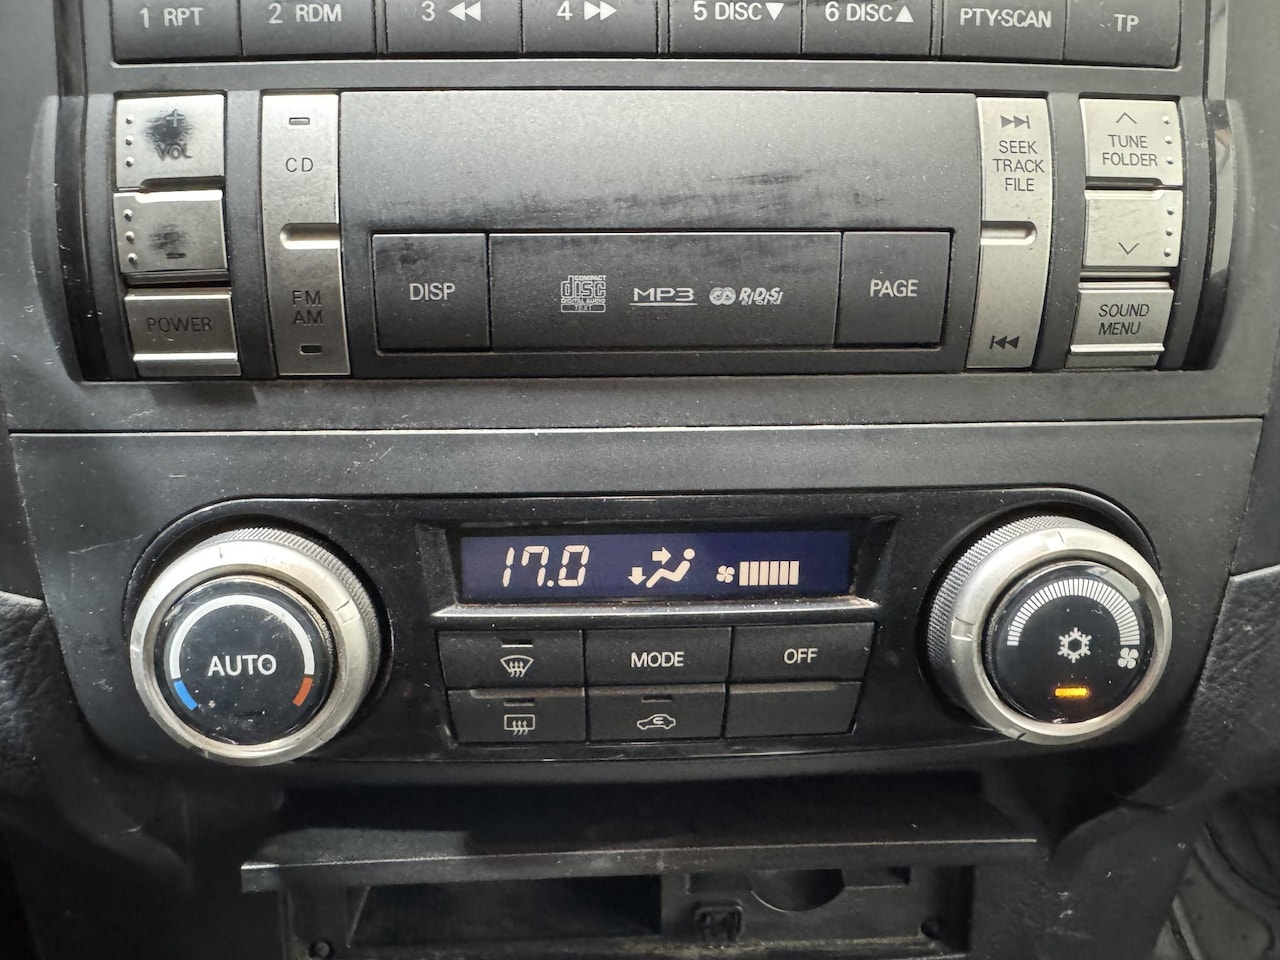 1 RPT
2 RDM
3 ◀◀
4 ▶▶
5 DISC▼
6 DISC▲
PTY·SCAN
TP
+
VOL
−
POWER
CD
FM
AM
DISP
COMPACT
disc
DIGITAL AUDIO
TEXT
MP3
R·D·S
PAGE
SEEK
TRACK
FILE
TUNE
FOLDER
SOUND
MENU
17.0
AUTO
MODE
OFF